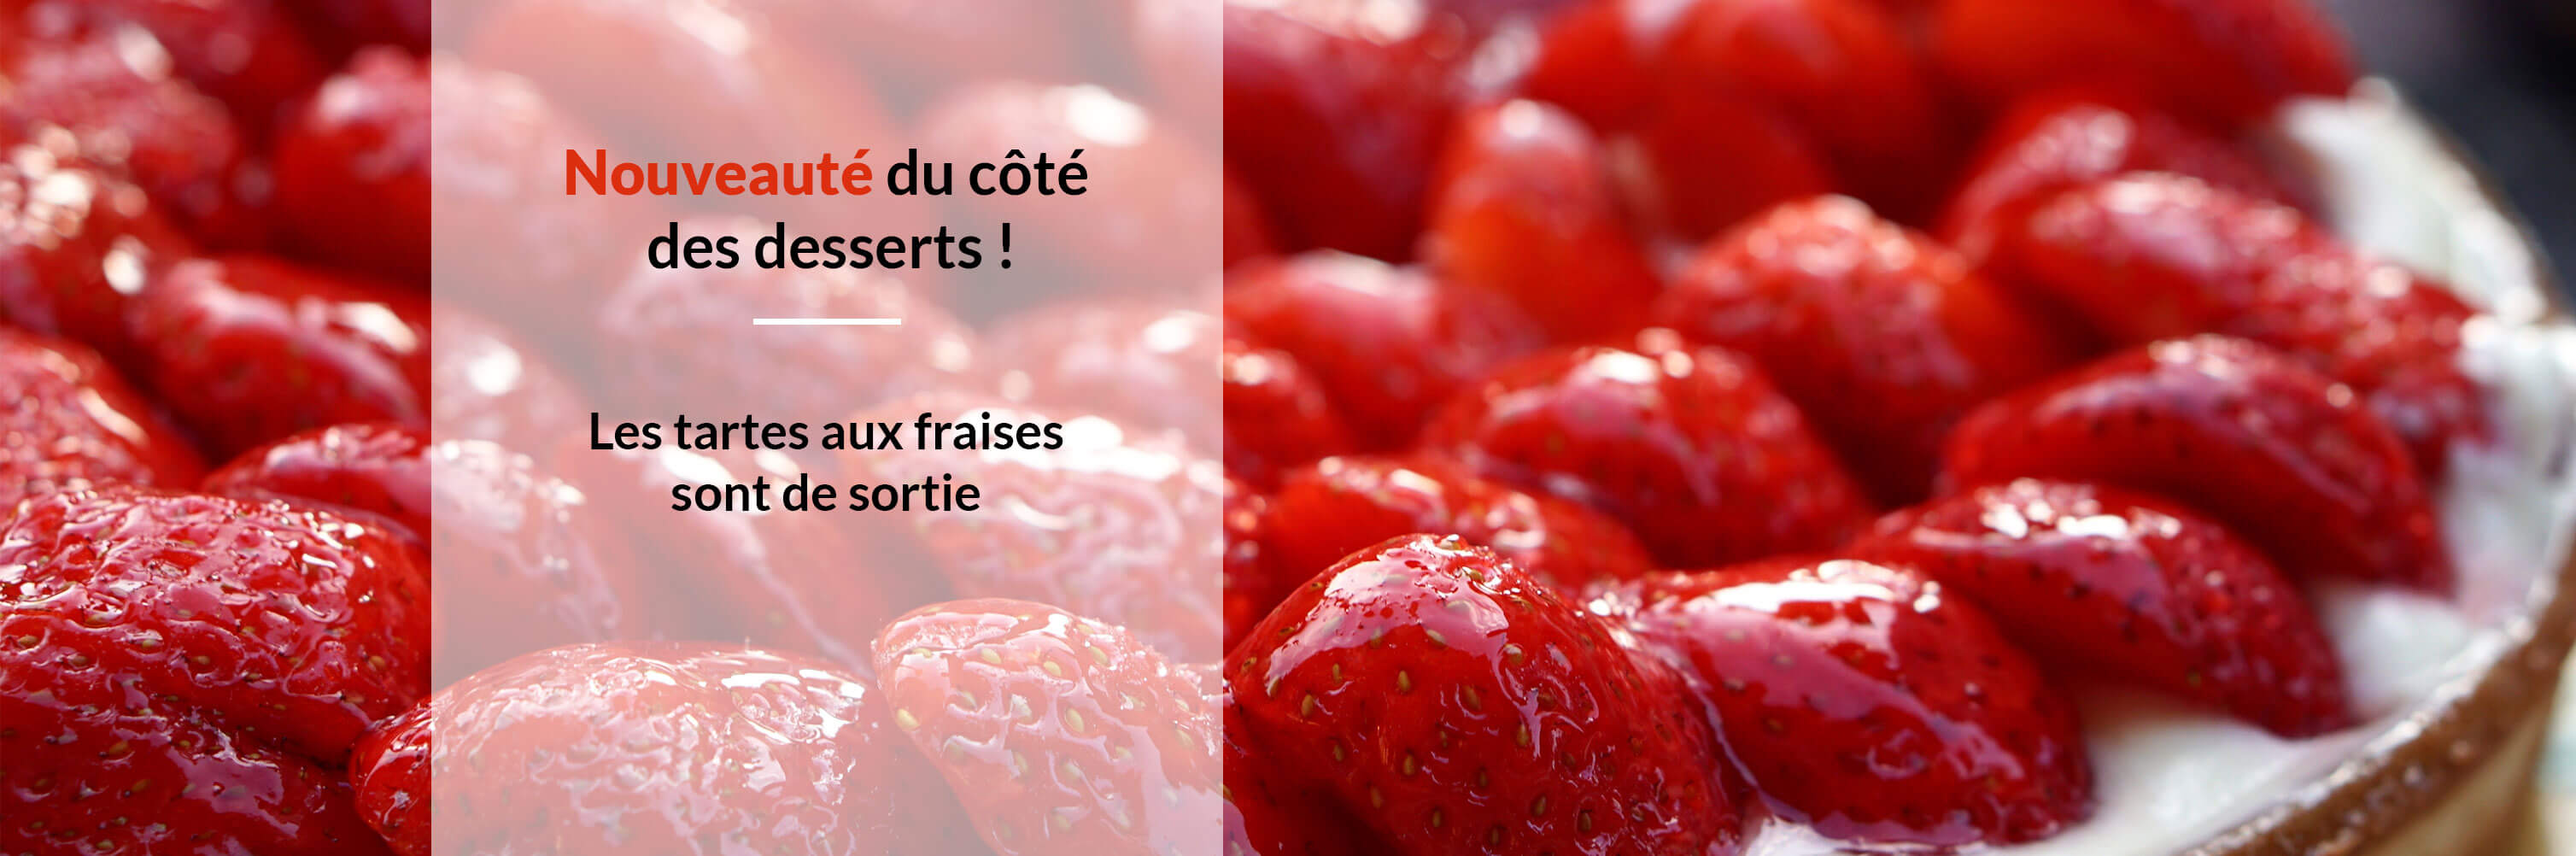 Nouveauté du côté
des desserts !
Les tartes aux fraises
sont de sortie